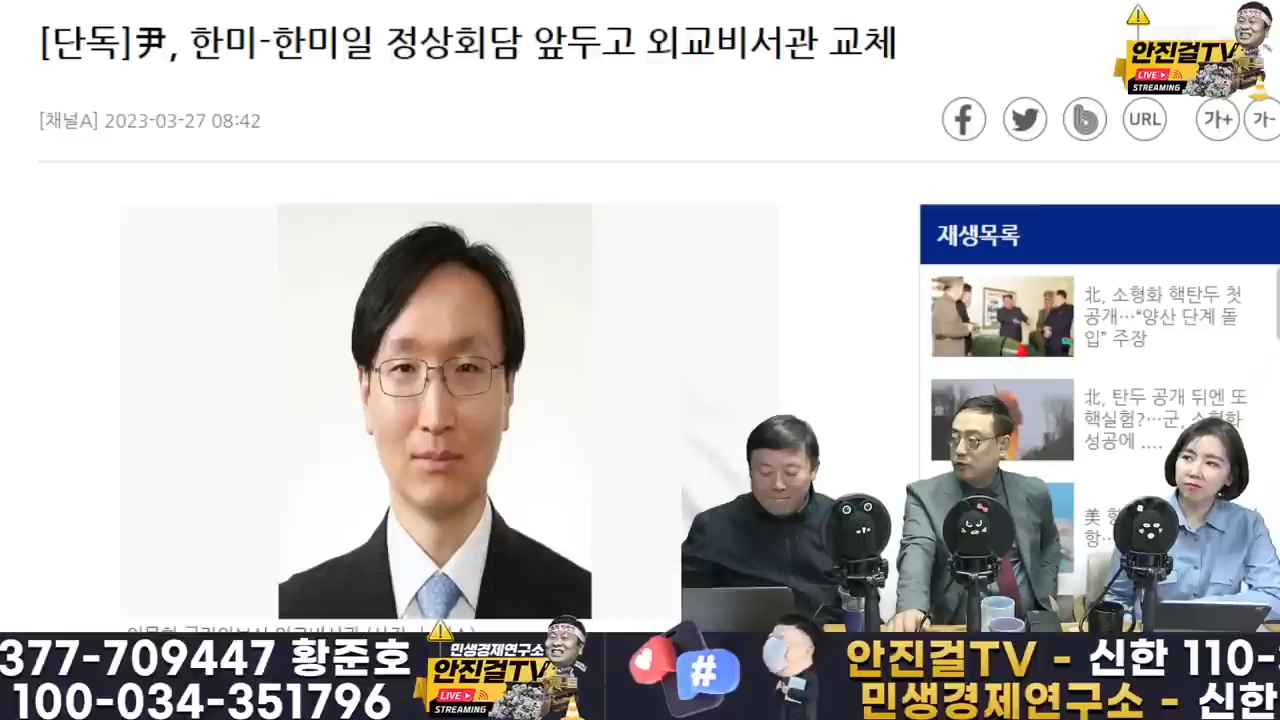 [단독]尹, 한미-한미일 정상회담 앞두고 외교비서관 교체
안진걸TV
LIVE
STREAMING
[채널A] 2023-03-27 08:42
URL
가+
가-
재생목록
北, 소형화 핵탄두 첫
공개…“양산 단계 돌
입” 주장
北, 탄두 공개 뒤엔 또
핵실험?…군, 소형화
성공에 ....
美 항
항…
377-709447 황준호
100-034-351796
민생경제연구소
안진걸TV
LIVE
STREAMING
#
안진걸TV - 신한 110-
민생경제연구소 - 신한